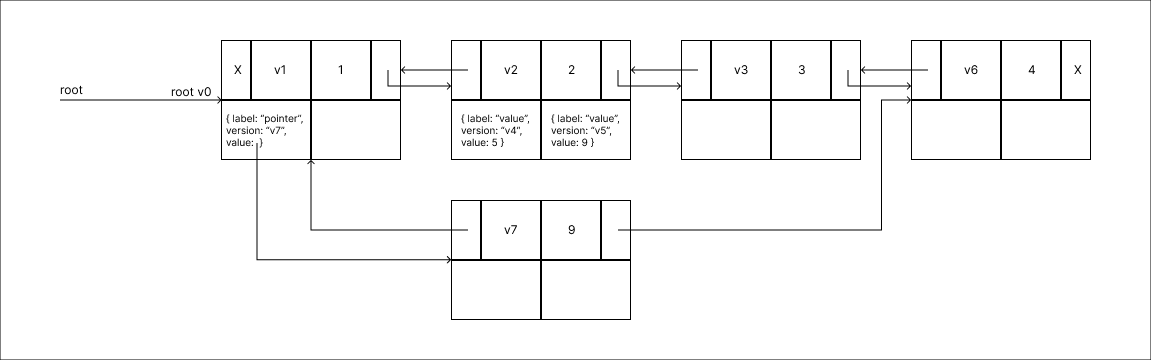 root
root v0
X
v1
1
{ label: “pointer”,
version: “v7”,
value: }
v2
2
{ label: “value”,
version: “v4”,
value: 5 }
{ label: “value”,
version: “v5”,
value: 9 }
v3
3
v6
4
X
v7
9